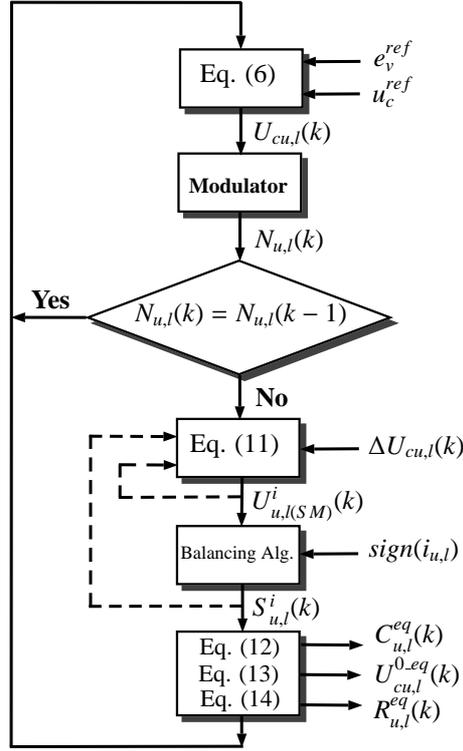 Eq. (6)
e_v^{ref}
u_c^{ref}
U_{cu,l}(k)
Modulator
N_{u,l}(k)
Yes
N_{u,l}(k) = N_{u,l}(k − 1)
No
Eq. (11)
ΔU_{cu,l}(k)
U^i_{u,l(SM)}(k)
Balancing Alg.
sign(i_{u,l})
S^i_{u,l}(k)
Eq. (12)
C^{eq}_{u,l}(k)
Eq. (13)
U^{0_eq}_{cu,l}(k)
Eq. (14)
R^{eq}_{u,l}(k)